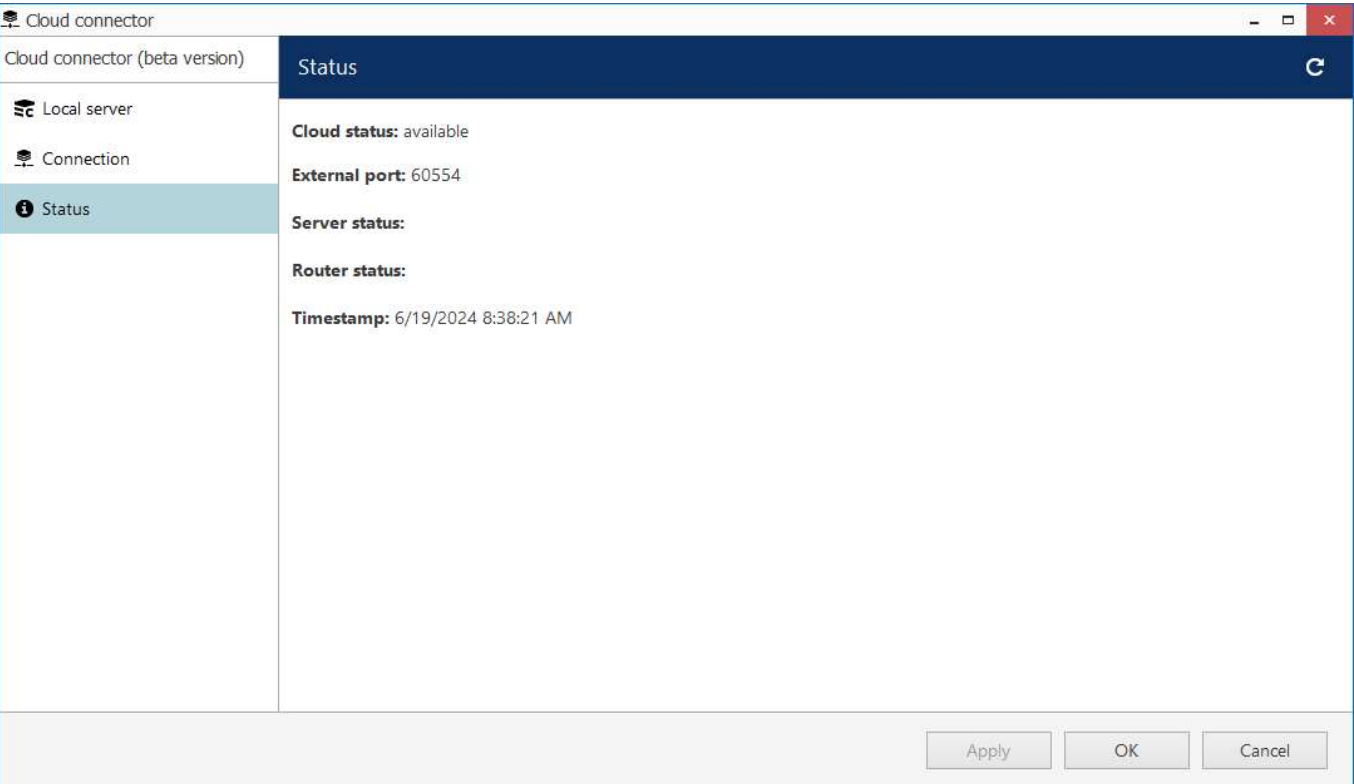 Cloud connector
Cloud connector (beta version)
Status
Local server
Connection
Status
Cloud status: available
External port: 60554
Server status:
Router status:
Timestamp: 6/19/2024 8:38:21 AM
Apply
OK
Cancel